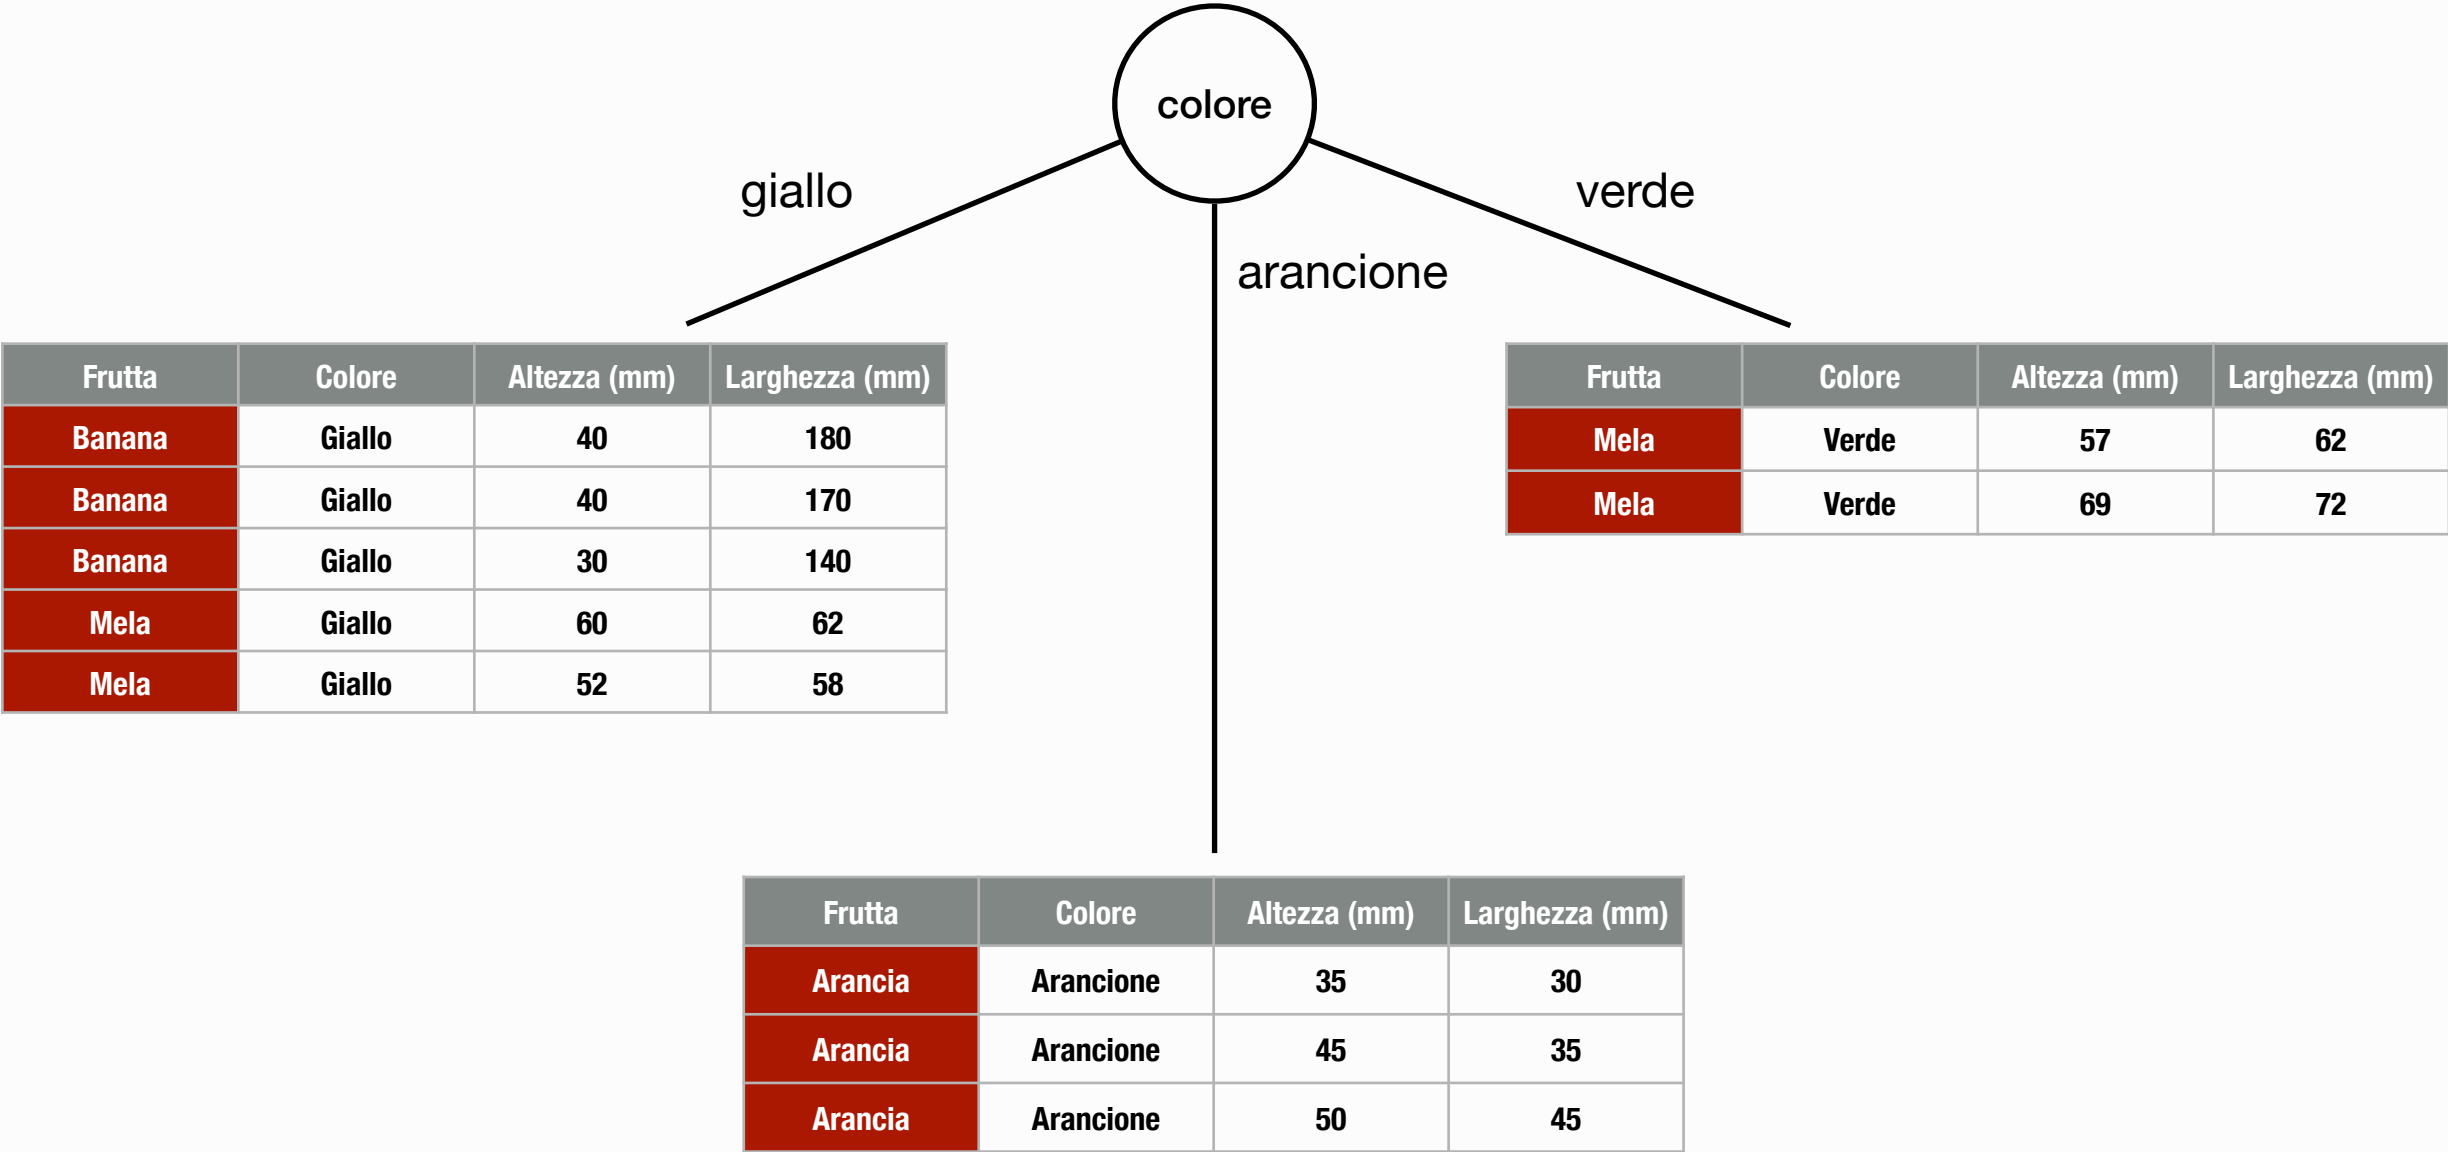 colore
giallo
verde
arancione
Frutta Colore Altezza (mm) Larghezza (mm)
Banana Giallo 40 180
Banana Giallo 40 170
Banana Giallo 30 140
Mela Giallo 60 62
Mela Giallo 52 58
Frutta Colore Altezza (mm) Larghezza (mm)
Mela Verde 57 62
Mela Verde 69 72
Frutta Colore Altezza (mm) Larghezza (mm)
Arancia Arancione 35 30
Arancia Arancione 45 35
Arancia Arancione 50 45